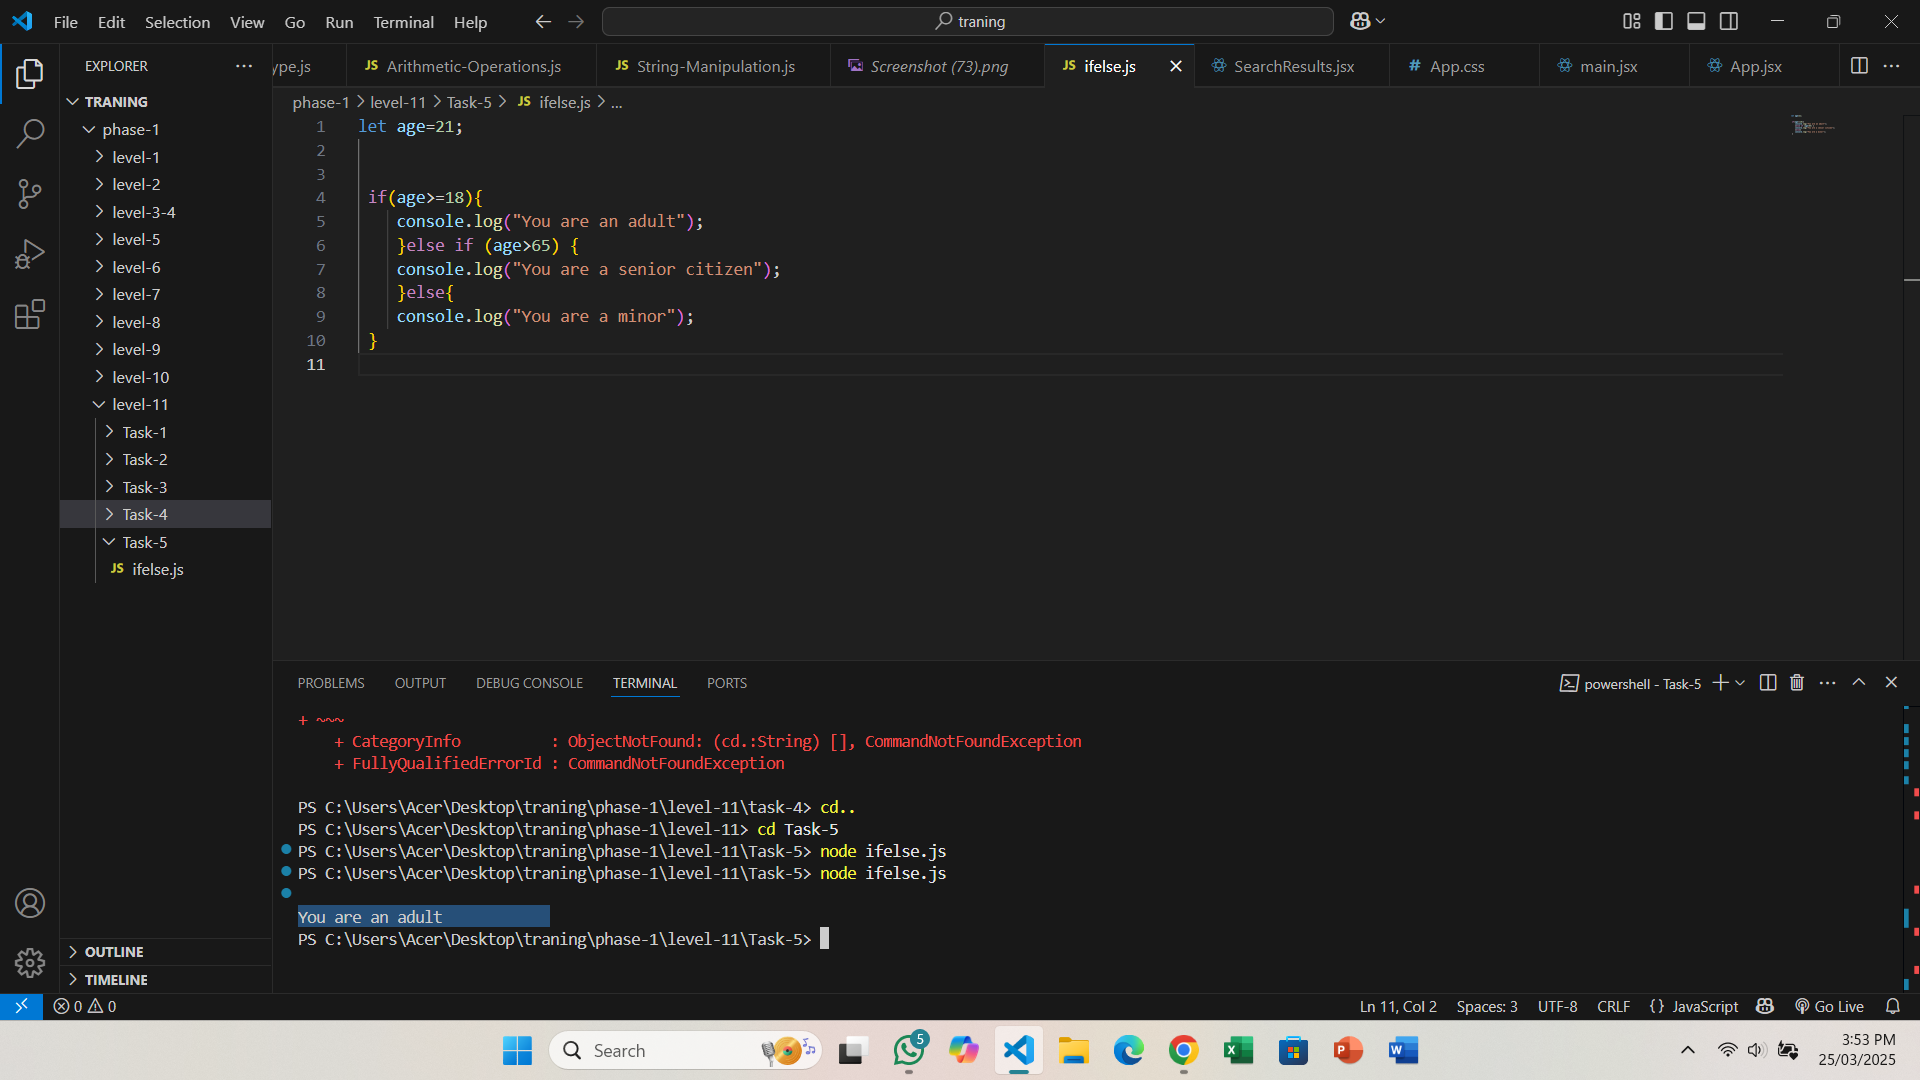 File Edit Selection View Go Run Terminal Help
traning
EXPLORER
TRANING
phase-1
level-1
level-2
level-3-4
level-5
level-6
level-7
level-8
level-9
level-10
level-11
Task-1
Task-2
Task-3
Task-4
Task-5
JS ifelse.js
OUTLINE
TIMELINE
ype.js JS Arithmetic-Operations.js JS String-Manipulation.js Screenshot (73).png JS ifelse.js SearchResults.jsx # App.css main.jsx App.jsx
phase-1 > level-11 > Task-5 > JS ifelse.js > ...
1 let age=21;
2
3
4 if(age>=18){
5 console.log("You are an adult");
6 }else if (age>65) {
7 console.log("You are a senior citizen");
8 }else{
9 console.log("You are a minor");
10 }
11
PROBLEMS OUTPUT DEBUG CONSOLE TERMINAL PORTS
powershell - Task-5
+ ~~~
+ CategoryInfo : ObjectNotFound: (cd.:String) [], CommandNotFoundException
+ FullyQualifiedErrorId : CommandNotFoundException
PS C:\Users\Acer\Desktop\traning\phase-1\level-11\task-4> cd..
PS C:\Users\Acer\Desktop\traning\phase-1\level-11> cd Task-5
PS C:\Users\Acer\Desktop\traning\phase-1\level-11\Task-5> node ifelse.js
PS C:\Users\Acer\Desktop\traning\phase-1\level-11\Task-5> node ifelse.js
You are an adult
PS C:\Users\Acer\Desktop\traning\phase-1\level-11\Task-5>
0 0 Ln 11, Col 2 Spaces: 3 UTF-8 CRLF {} JavaScript Go Live
Search
5
3:53 PM
25/03/2025